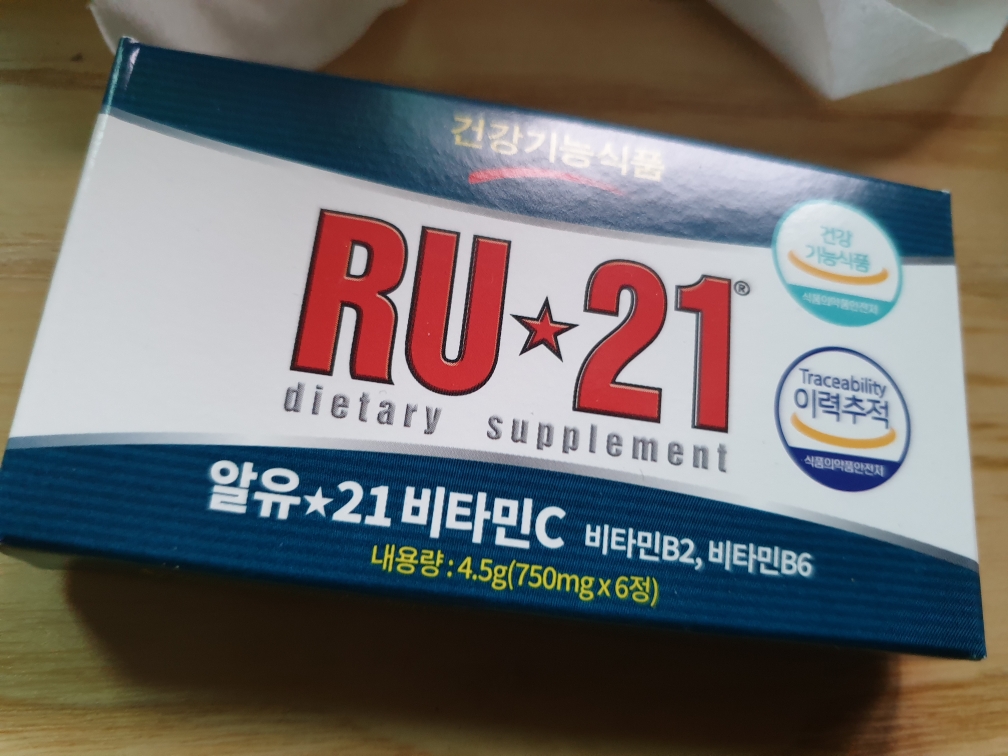 건강기능식품
RU★21®
dietary supplement
건강
기능식품
식품의약품안전처
Traceability
이력추적
식품의약품안전처
알유★21 비타민C 비타민B2, 비타민B6
내용량 : 4.5g(750mg x 6정)